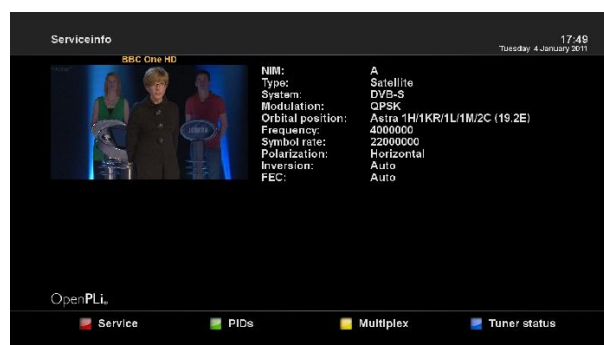 Serviceinfo
17:49
Tuesday 4 January 2011
BBC One HD
NIM: A
Type: Satellite
System: DVB-S
Modulation: QPSK
Orbital position: Astra 1H/1KR/1L/1M/2C (19.2E)
Frequency: 4000000
Symbol rate: 22000000
Polarization: Horizontal
Inversion: Auto
FEC: Auto
OpenPLi®
Service PIDs Multiplex Tuner status